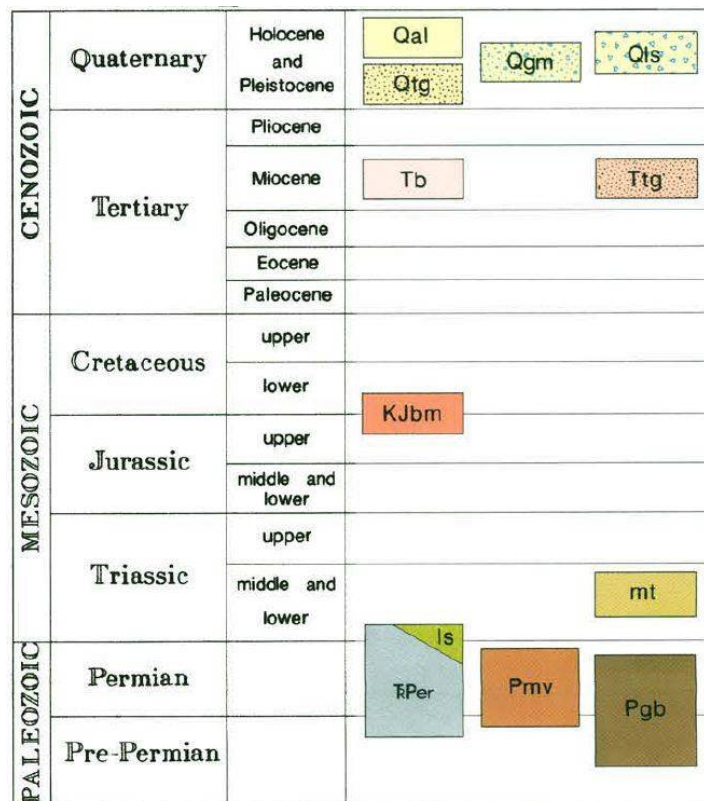 CENOZOIC
Quaternary
Holocene
and
Pleistocene
Qal
Qtg
Qgm
Qls
Tertiary
Pliocene
Miocene
Tb
Ttg
Oligocene
Eocene
Paleocene
MESOZOIC
Cretaceous
upper
lower
KJbm
Jurassic
upper
middle and
lower
Triassic
upper
middle and
lower
mt
PALEOZOIC
Permian
ls
TRPer
Pmv
Pgb
Pre-Permian